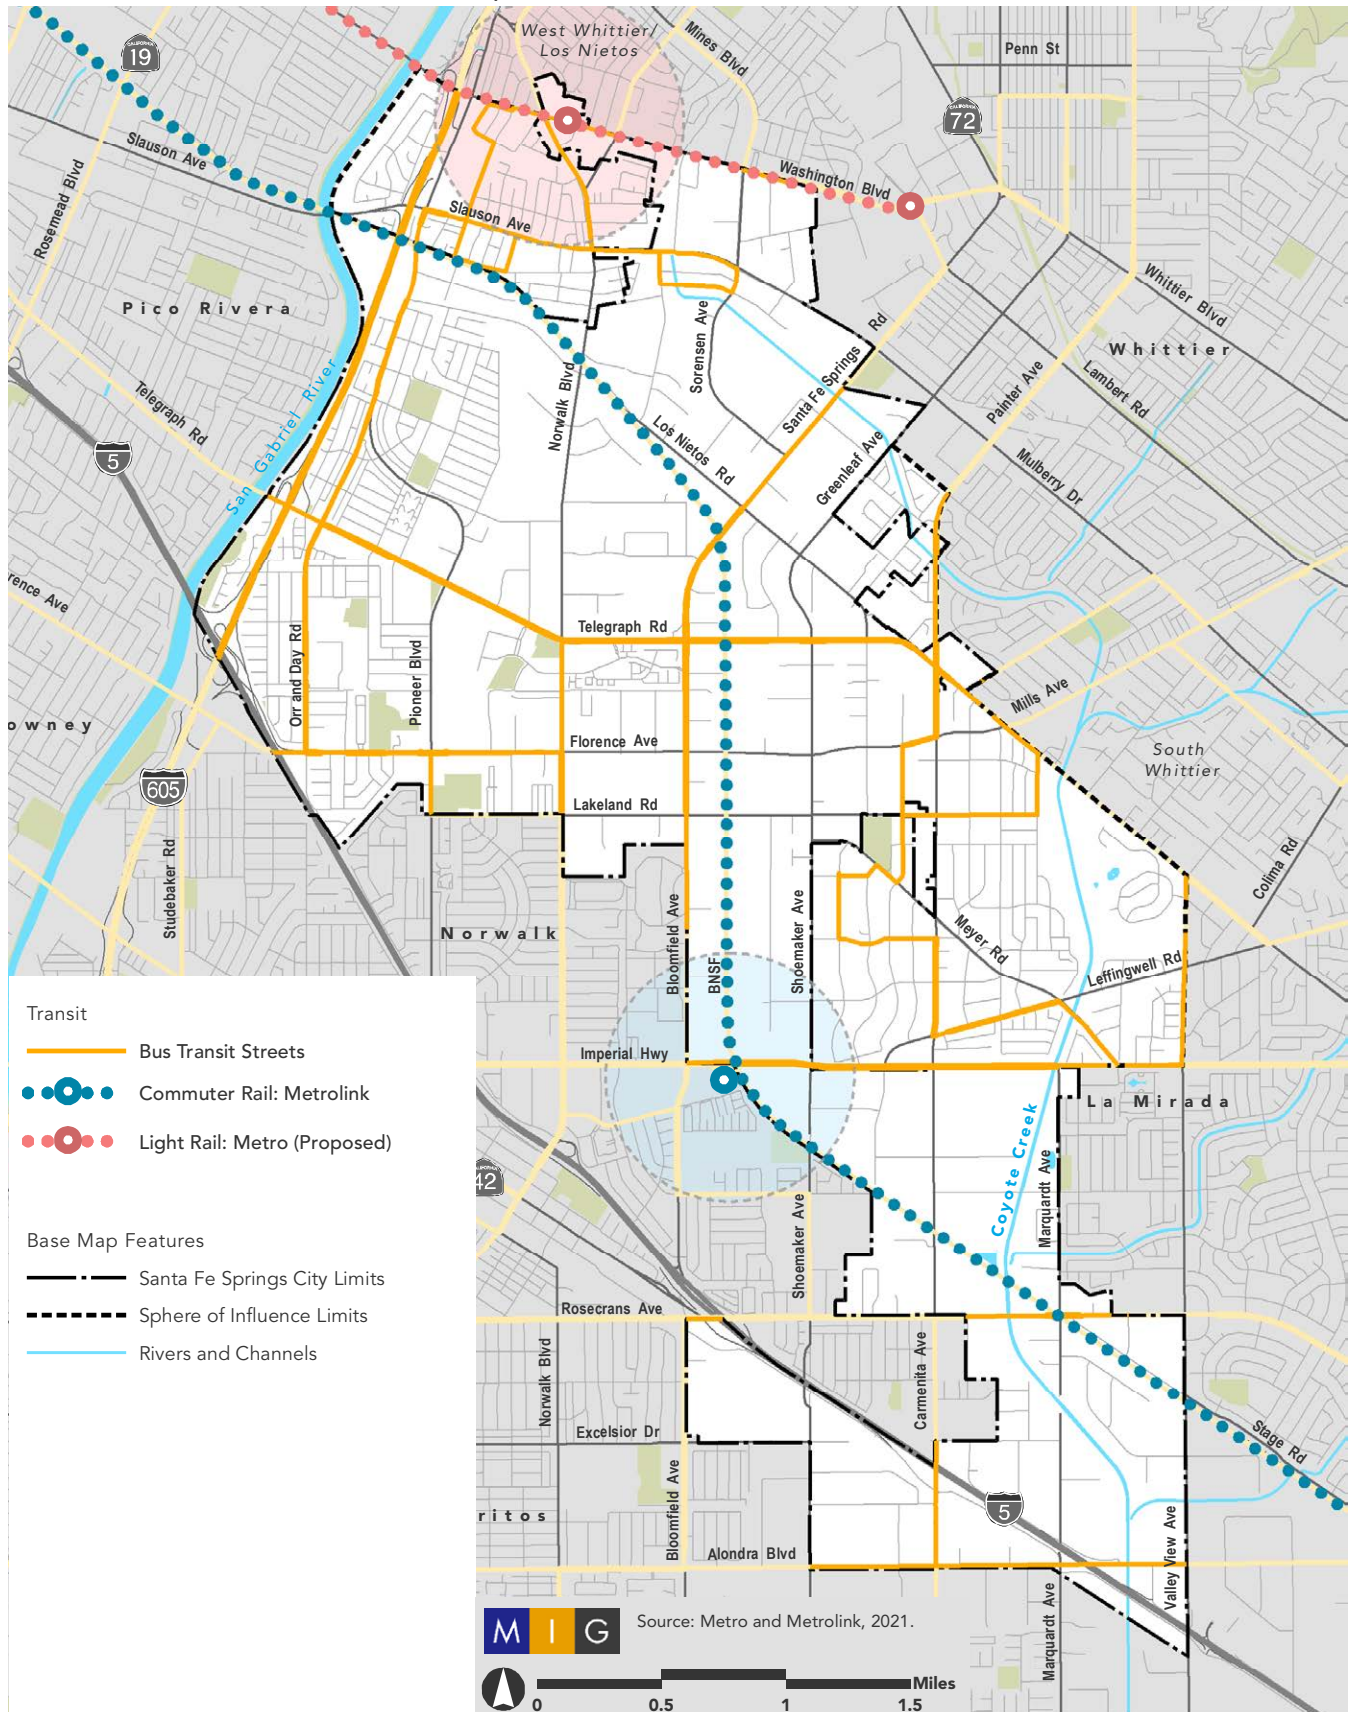 West Whittier/
Los Nietos
Mines Blvd
Penn St
CALIFORNIA
19
CALIFORNIA
72
Slauson Ave
Rosemead Blvd
Washington Blvd
Slauson Ave
Whittier Blvd
Pico Rivera
Whittier
Sorensen Ave
Santa Fe Springs Rd
Painter Ave
Lambert Rd
Telegraph Rd
San Gabriel River
Norwalk Blvd
Los Nietos Rd
Greenleaf Ave
Mulberry Dr
5
rence Ave
Telegraph Rd
Orr and Day Rd
Pioneer Blvd
Mills Ave
owney
Florence Ave
South
Whittier
605
Lakeland Rd
Studebaker Rd
Colima Rd
Norwalk
Bloomfield Ave
BNSF
Shoemaker Ave
Meyer Rd
Leffingwell Rd
Imperial Hwy
La Mirada
Coyote Creek
Marquardt Ave
42
Shoemaker Ave
Rosecrans Ave
Norwalk Blvd
Carmenita Ave
Excelsior Dr
Stage Rd
Bloomfield Ave
5
ritos
Alondra Blvd
Valley View Ave
Marquardt Ave
Transit
Bus Transit Streets
Commuter Rail: Metrolink
Light Rail: Metro (Proposed)
Base Map Features
Santa Fe Springs City Limits
Sphere of Influence Limits
Rivers and Channels
M I G
Source: Metro and Metrolink, 2021.
Miles
0 0.5 1 1.5